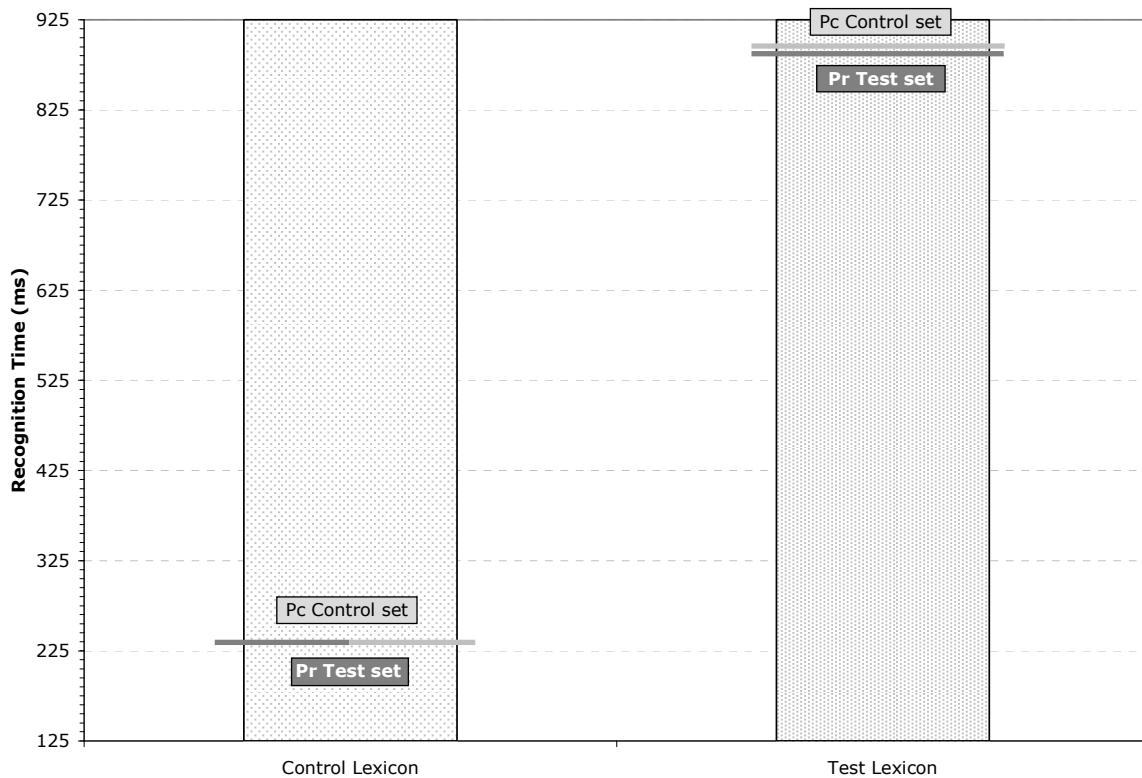 925
825
725
625
525
425
325
225
125
Recognition Time (ms)
Pc Control set
Pr Test set
Pc Control set
Pr Test set
Control Lexicon
Test Lexicon